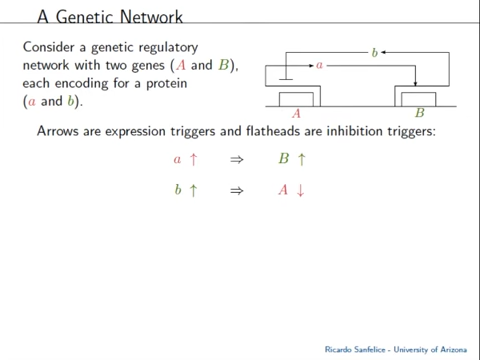 A Genetic Network
Consider a genetic regulatory
network with two genes (A and B),
each encoding for a protein
(a and b).
b
a
A
B
Arrows are expression triggers and flatheads are inhibition triggers:
a ↑ ⇒ B ↑
b ↑ ⇒ A ↓
Ricardo Sanfelice - University of Arizona